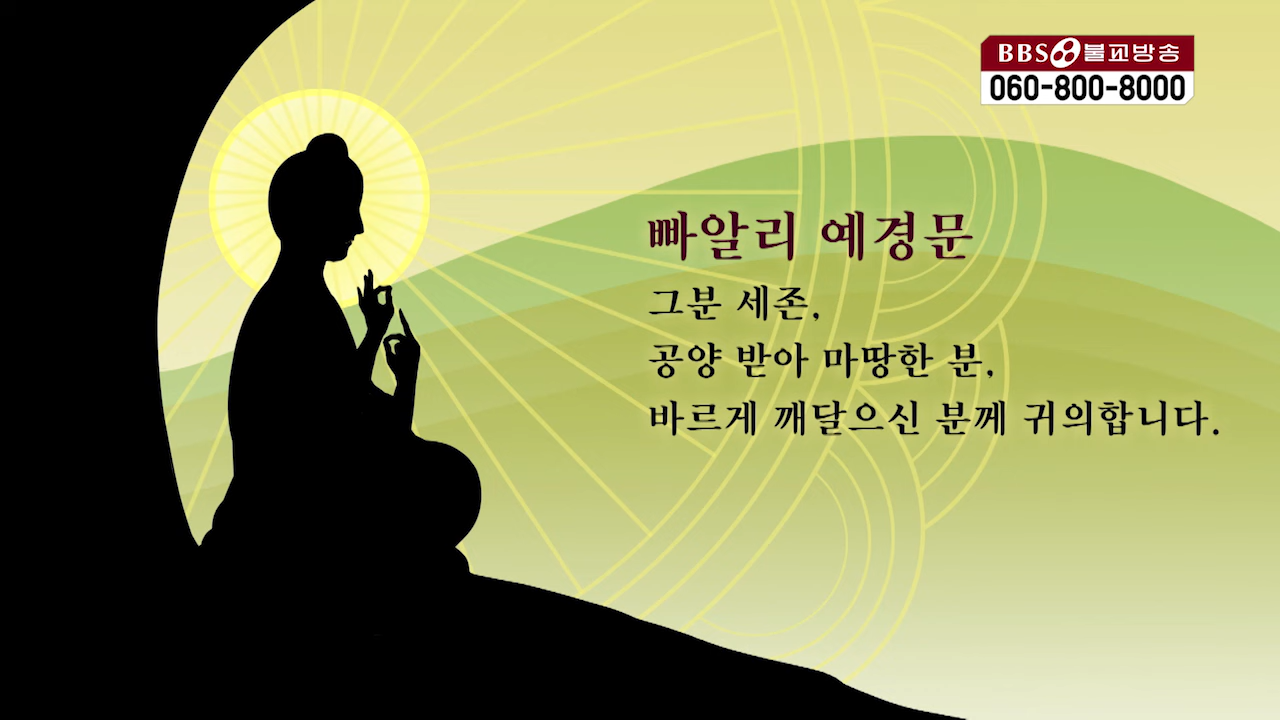 BBS 불교방송
060-800-8000
빠알리 예경문
그분 세존,
공양 받아 마땅한 분,
바르게 깨달으신 분께 귀의합니다.